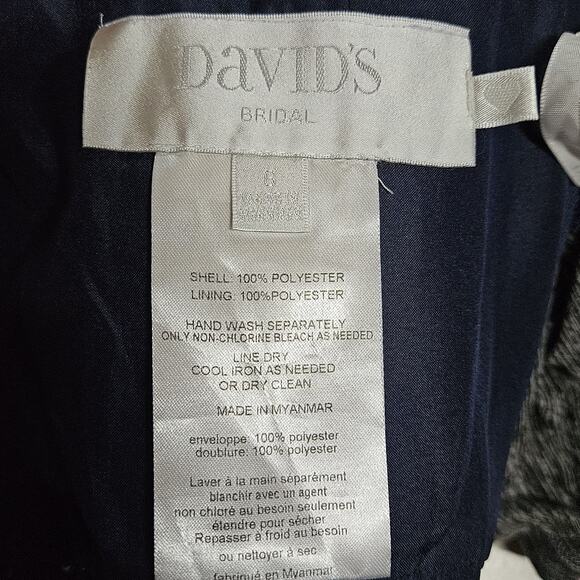 DaVID'S
BRIDAL
6
SHELL: 100% POLYESTER
LINING: 100%POLYESTER
HAND WASH SEPARATELY
ONLY NON-CHLORINE BLEACH AS NEEDED
LINE DRY
COOL IRON AS NEEDED
OR DRY CLEAN
MADE IN MYANMAR
enveloppe: 100% polyester
doublure: 100% polyester
Laver à la main séparément
blanchir avec un agent
non chloré au besoin seulement
étendre pour sécher
Repasser à froid au besoin
ou nettoyer à sec
fabriqué en Myanmar